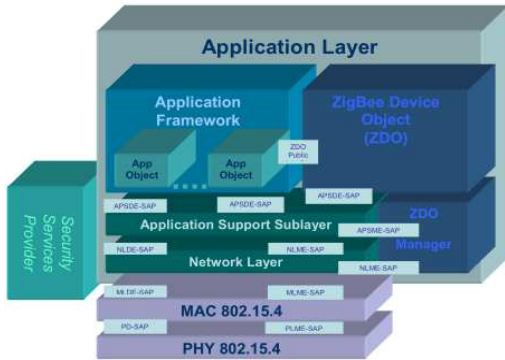 Application Layer
Application
Framework
ZigBee Device
Object
(ZDO)
ZDO
Public
App
Object
App
Object
APSDE-SAP
APSDE-SAP
APSDE-SAP
Application Support Sublayer
APSME-SAP
ZDO
Manager
Security
Services
Provider
NLDE-SAP
NLME-SAP
Network Layer
NLME-SAP
MLDE-SAP
MLME-SAP
MAC 802.15.4
PD-SAP
PLME-SAP
PHY 802.15.4